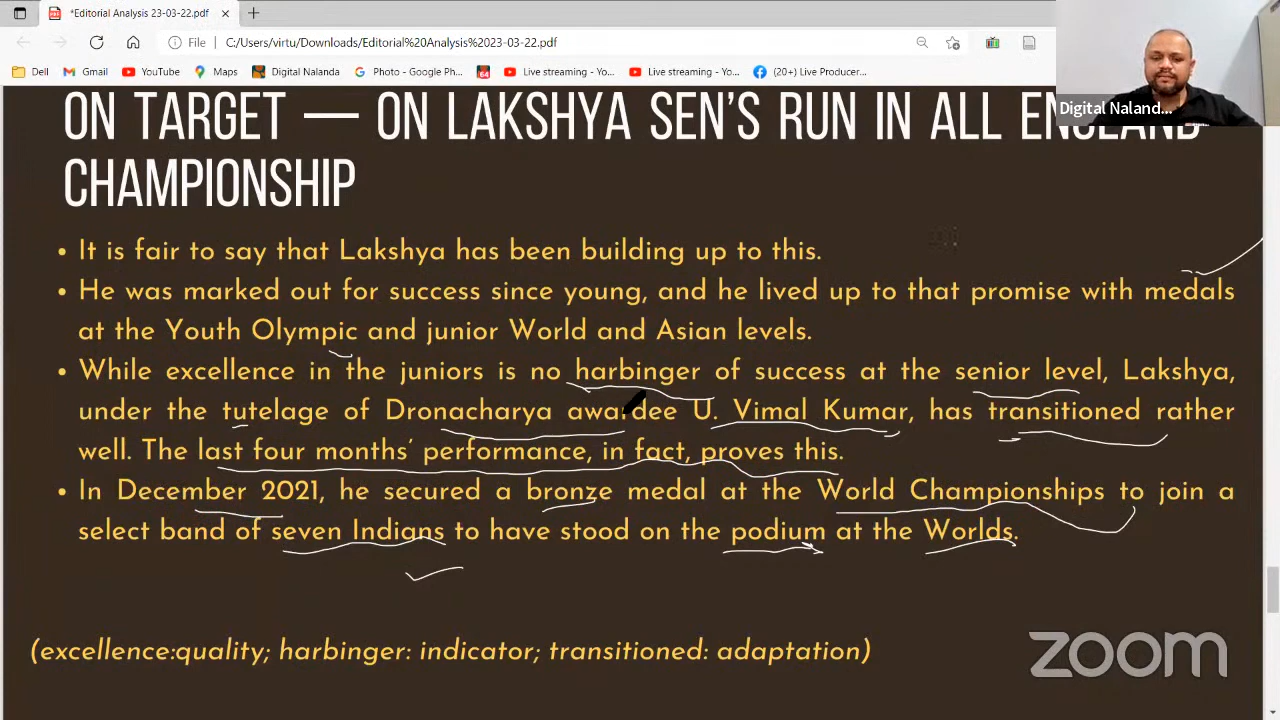 *Editorial Analysis 23-03-22.pdf
File C:/Users/virtu/Downloads/Editorial%20Analysis%2023-03-22.pdf
Dell Gmail YouTube Maps Digital Nalanda Photo - Google Ph... Live streaming - Yo... Live streaming - Yo... (20+) Live Producer...
Digital Naland...
ON TARGET — ON LAKSHYA SEN'S RUN IN ALL ENGLAND
CHAMPIONSHIP
• It is fair to say that Lakshya has been building up to this.
• He was marked out for success since young, and he lived up to that promise with medals
at the Youth Olympic and junior World and Asian levels.
• While excellence in the juniors is no harbinger of success at the senior level, Lakshya,
under the tutelage of Dronacharya awardee U. Vimal Kumar, has transitioned rather
well. The last four months' performance, in fact, proves this.
• In December 2021, he secured a bronze medal at the World Championships to join a
select band of seven Indians to have stood on the podium at the Worlds.
(excellence:quality; harbinger: indicator; transitioned: adaptation)
zoom